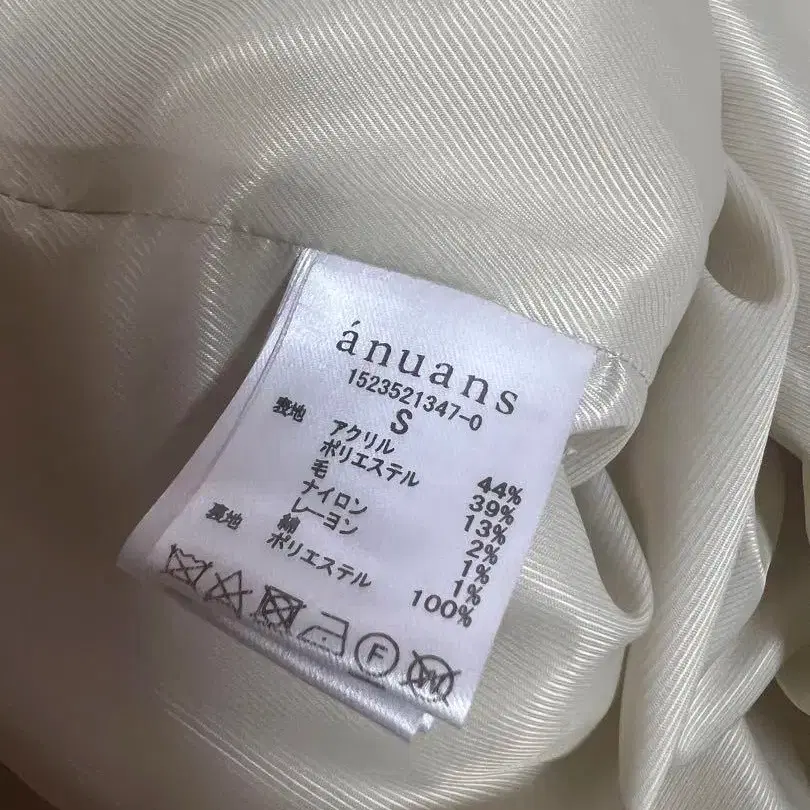 ánuans
1523521347-0
S
表地 アクリル 44%
ポリエステル 39%
毛 13%
ナイロン 2%
レーヨン 1%
綿 1%
裏地 ポリエステル 100%
F
W